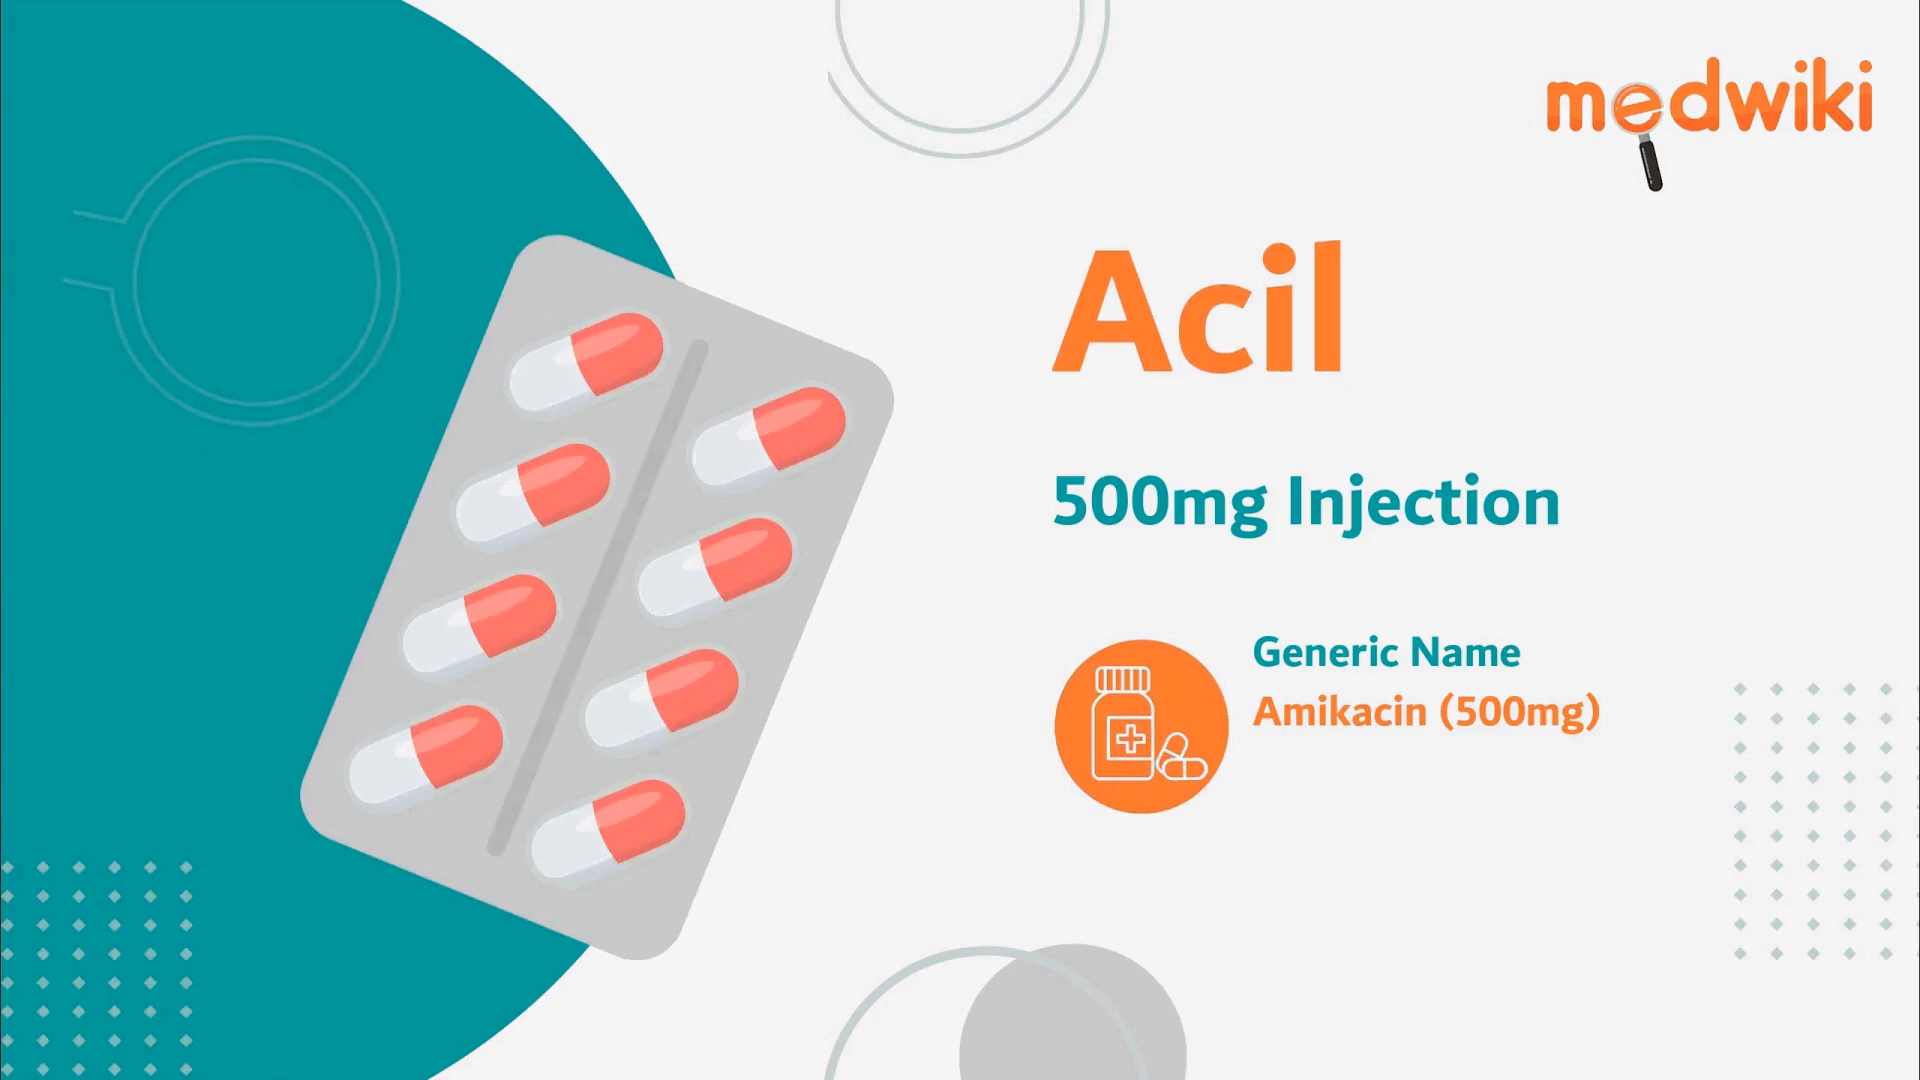 medwiki
Acil
500mg Injection
Generic Name
Amikacin (500mg)